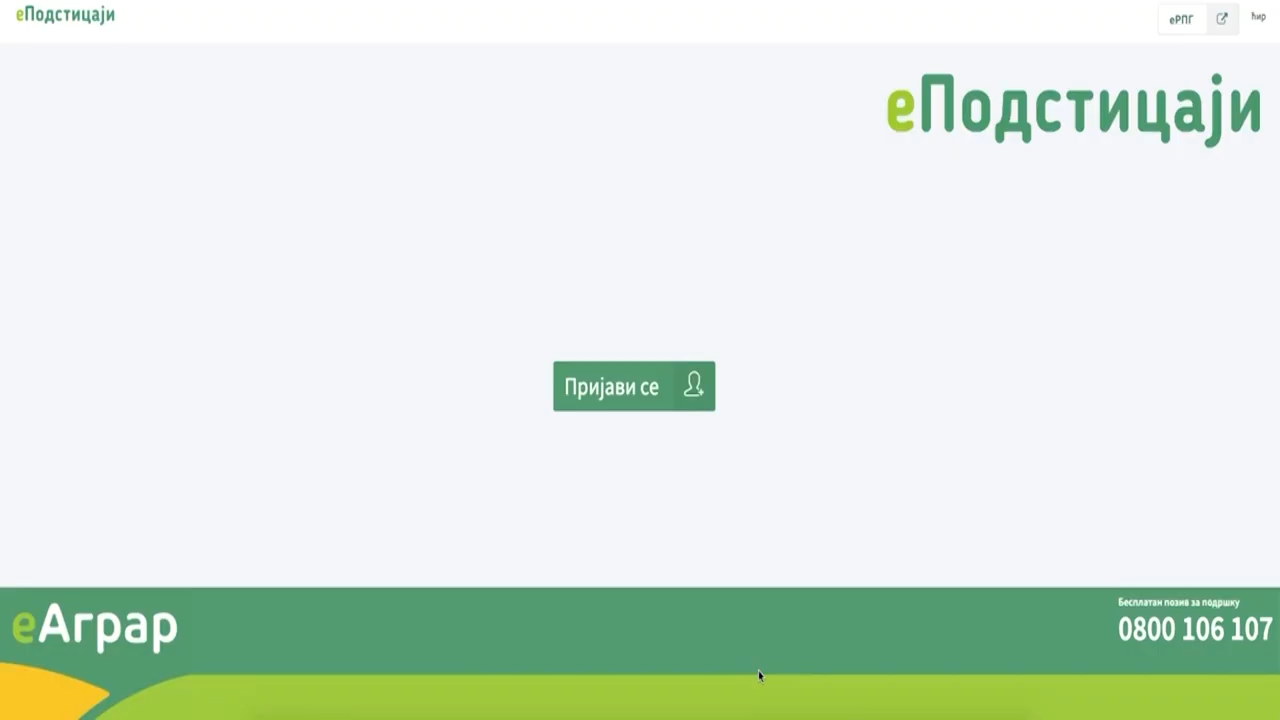 еПодстицаји
еРПГ
ћир
еПодстицаји
Пријави се
еАграр
Бесплатан позив за подршку
0800 106 107